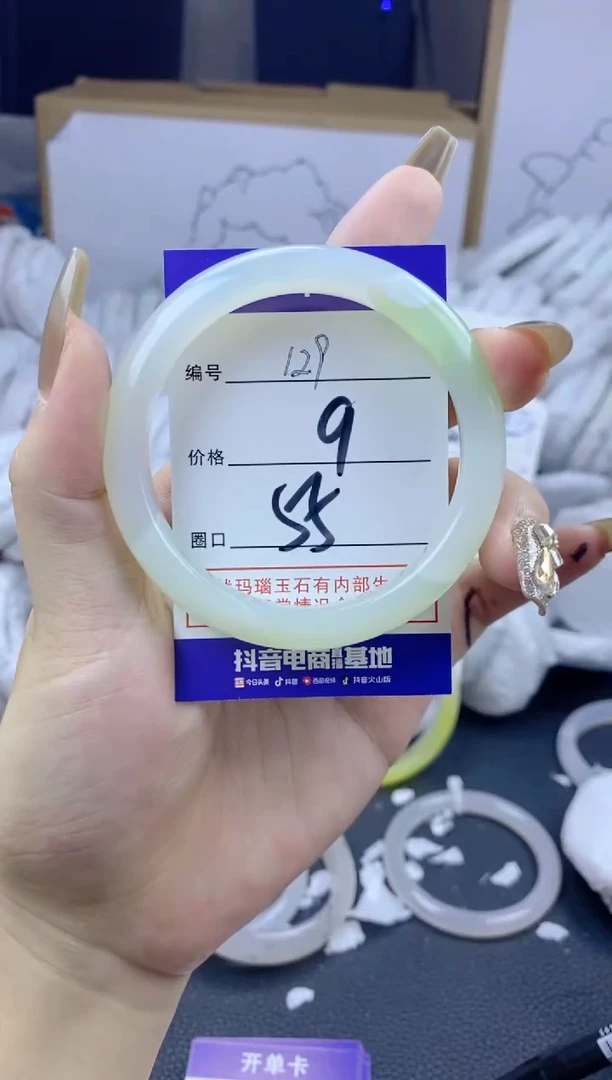 编号 129
价格 9
圈口 55
玛瑙玉石有内部生
抖音电商直播基地
今日头条 抖音 西瓜视频 抖音火山版
开单卡